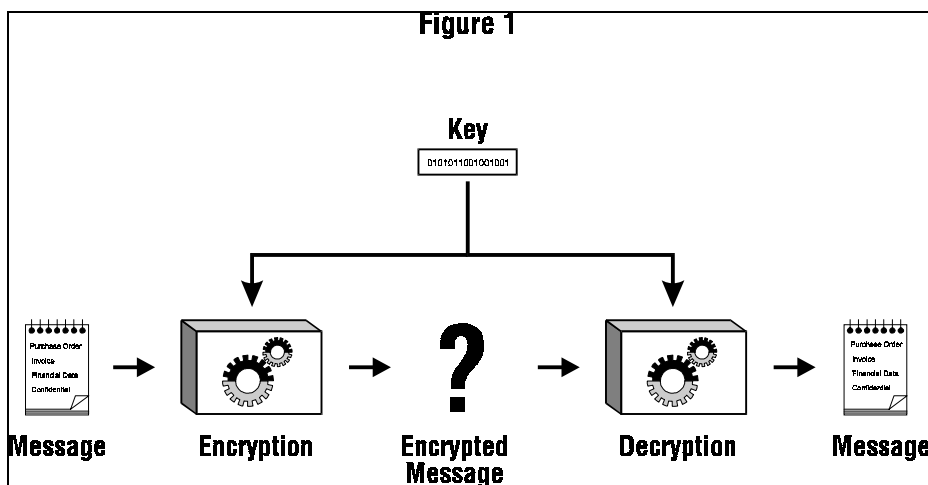 Figure 1
Key
0101011001001001
Purchase Order
Invoice
Financial Data
Confidential
Purchase Order
Invoice
Financial Data
Confidential
Message
Encryption
Encrypted
Message
Decryption
Message